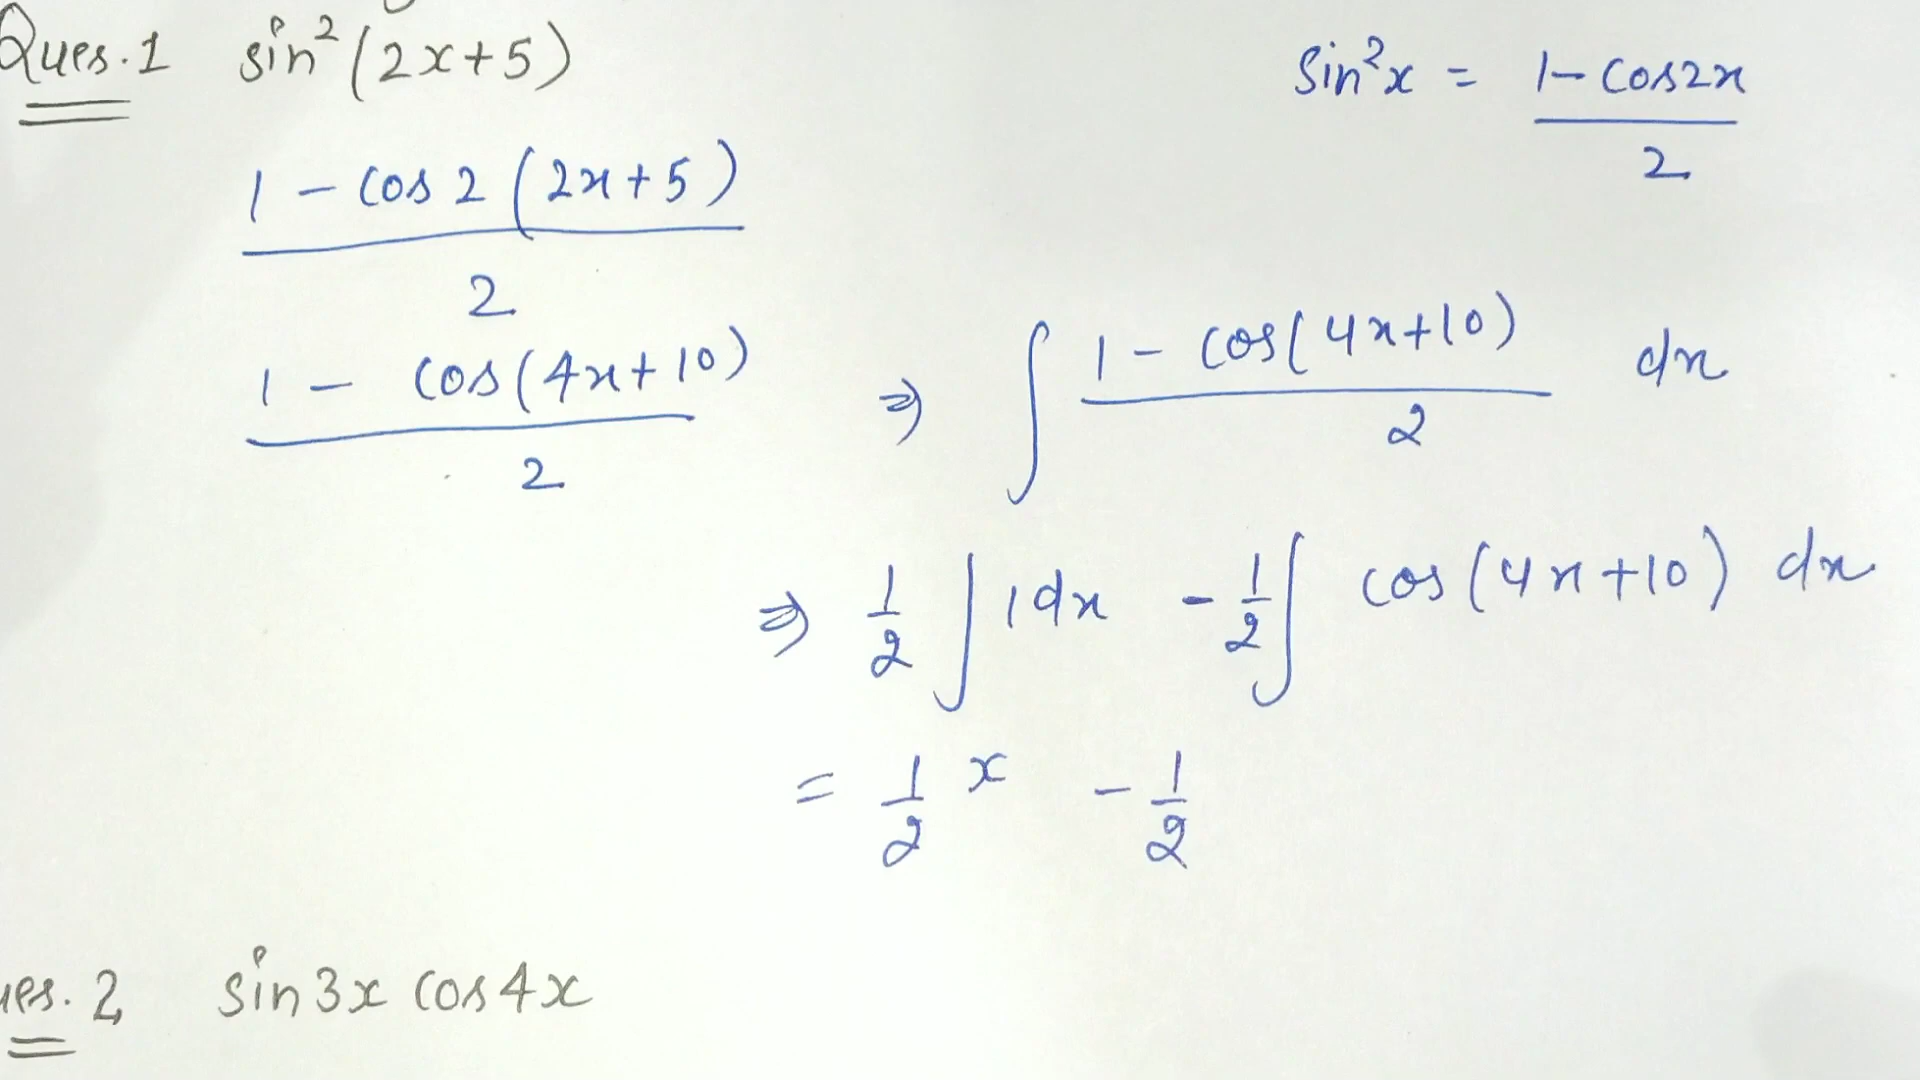 Ques.1 sin²(2x+5)
sin²x = 1-cos2x / 2
1 - cos 2 (2x+5) / 2
1 - cos(4x+10) / 2 ⇒ ∫ 1 - cos(4x+10) / 2 dx
⇒ 1/2 ∫ 1dx - 1/2 ∫ cos(4x+10) dx
= 1/2 x - 1/2
ues. 2 sin3x cos4x